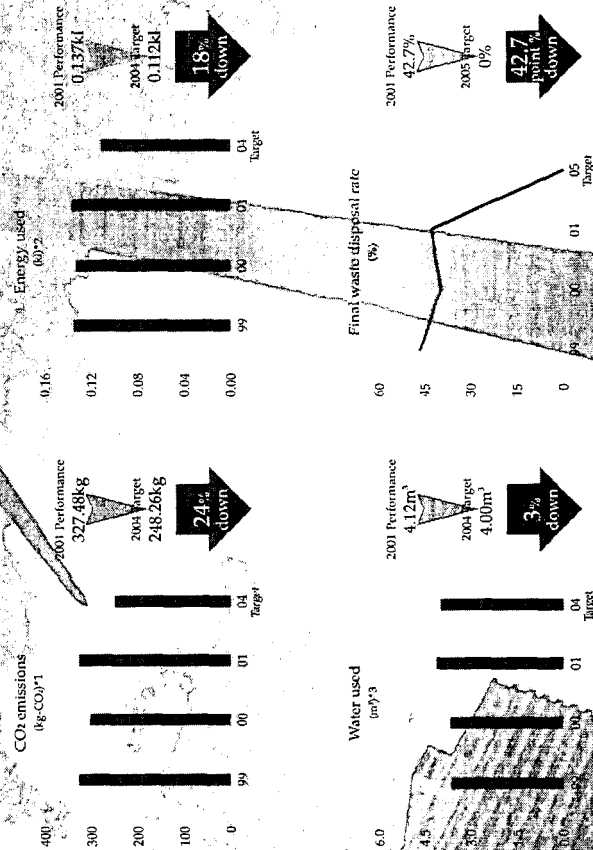 CO2 emissions
(kg-CO2)*1
400
300
200
100
0
99
00
01
04
Target
2001 Performance
327.48kg
2004 Target
248.26kg
24%
down
Energy used
(kl)*2
0.16
0.12
0.08
0.04
0.00
99
00
01
04
Target
2001 Performance
0.137kl
2004 Target
0.112kl
18%
down
Water used
(m³)*3
6.0
4.5
3.0
99
00
01
04
Target
2001 Performance
4.12m³
2004 Target
4.00m³
3%
down
Final waste disposal rate
(%)
60
45
30
15
0
99
00
01
05
Target
2001 Performance
42.7%
2005 Target
0%
42.7
point %
down